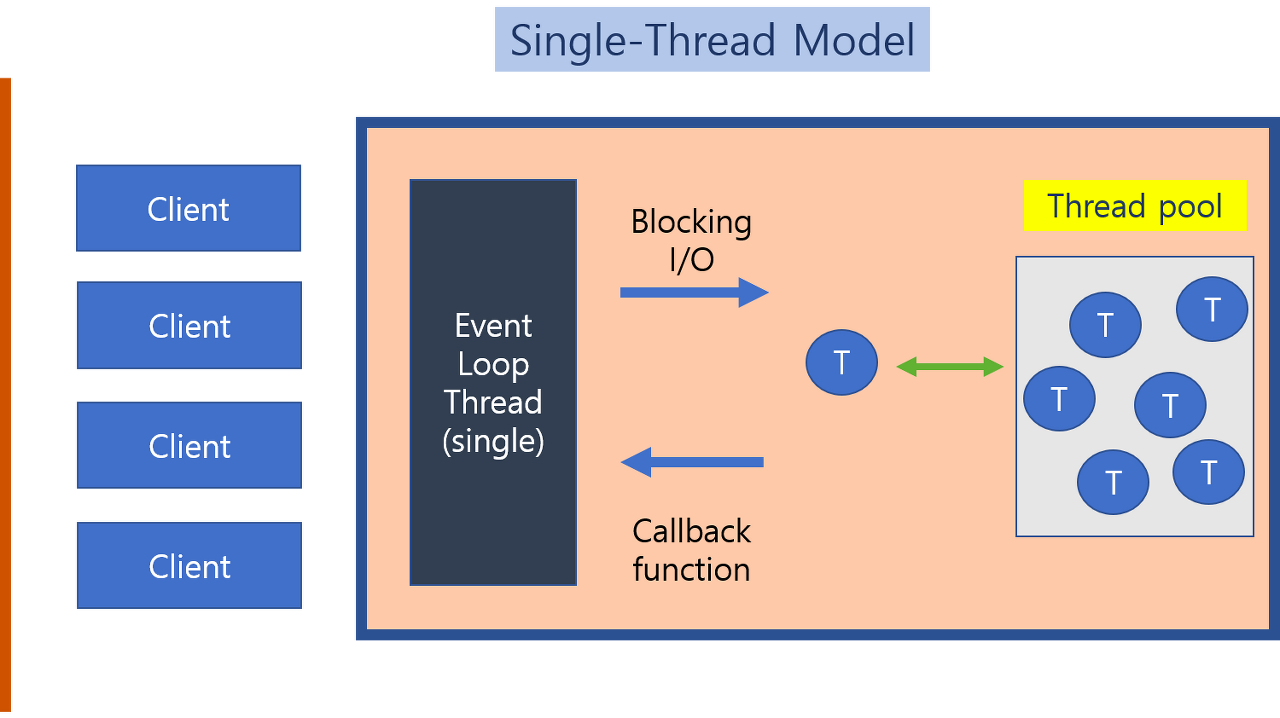 Single-Thread Model
Client
Client
Client
Client
Event
Loop
Thread
(single)
Blocking
I/O
Callback
function
T
Thread pool
T
T
T
T
T
T